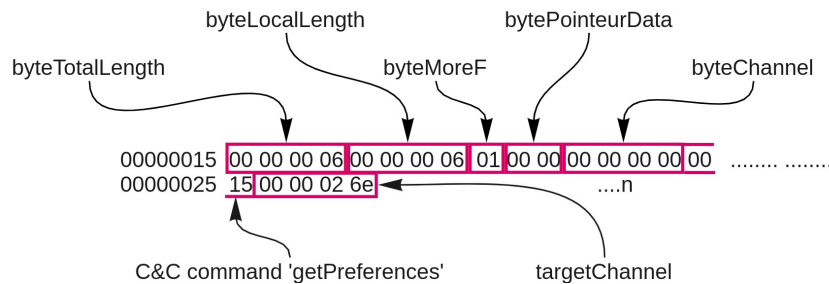 byteLocalLength bytePointeurData
byteTotalLength byteMoreF byteChannel
00000015 00 00 00 06 00 00 00 06 01 00 00 00 00 00 00 00 ........ ........
00000025 15 00 00 02 6e ....n
C&C command 'getPreferences' targetChannel